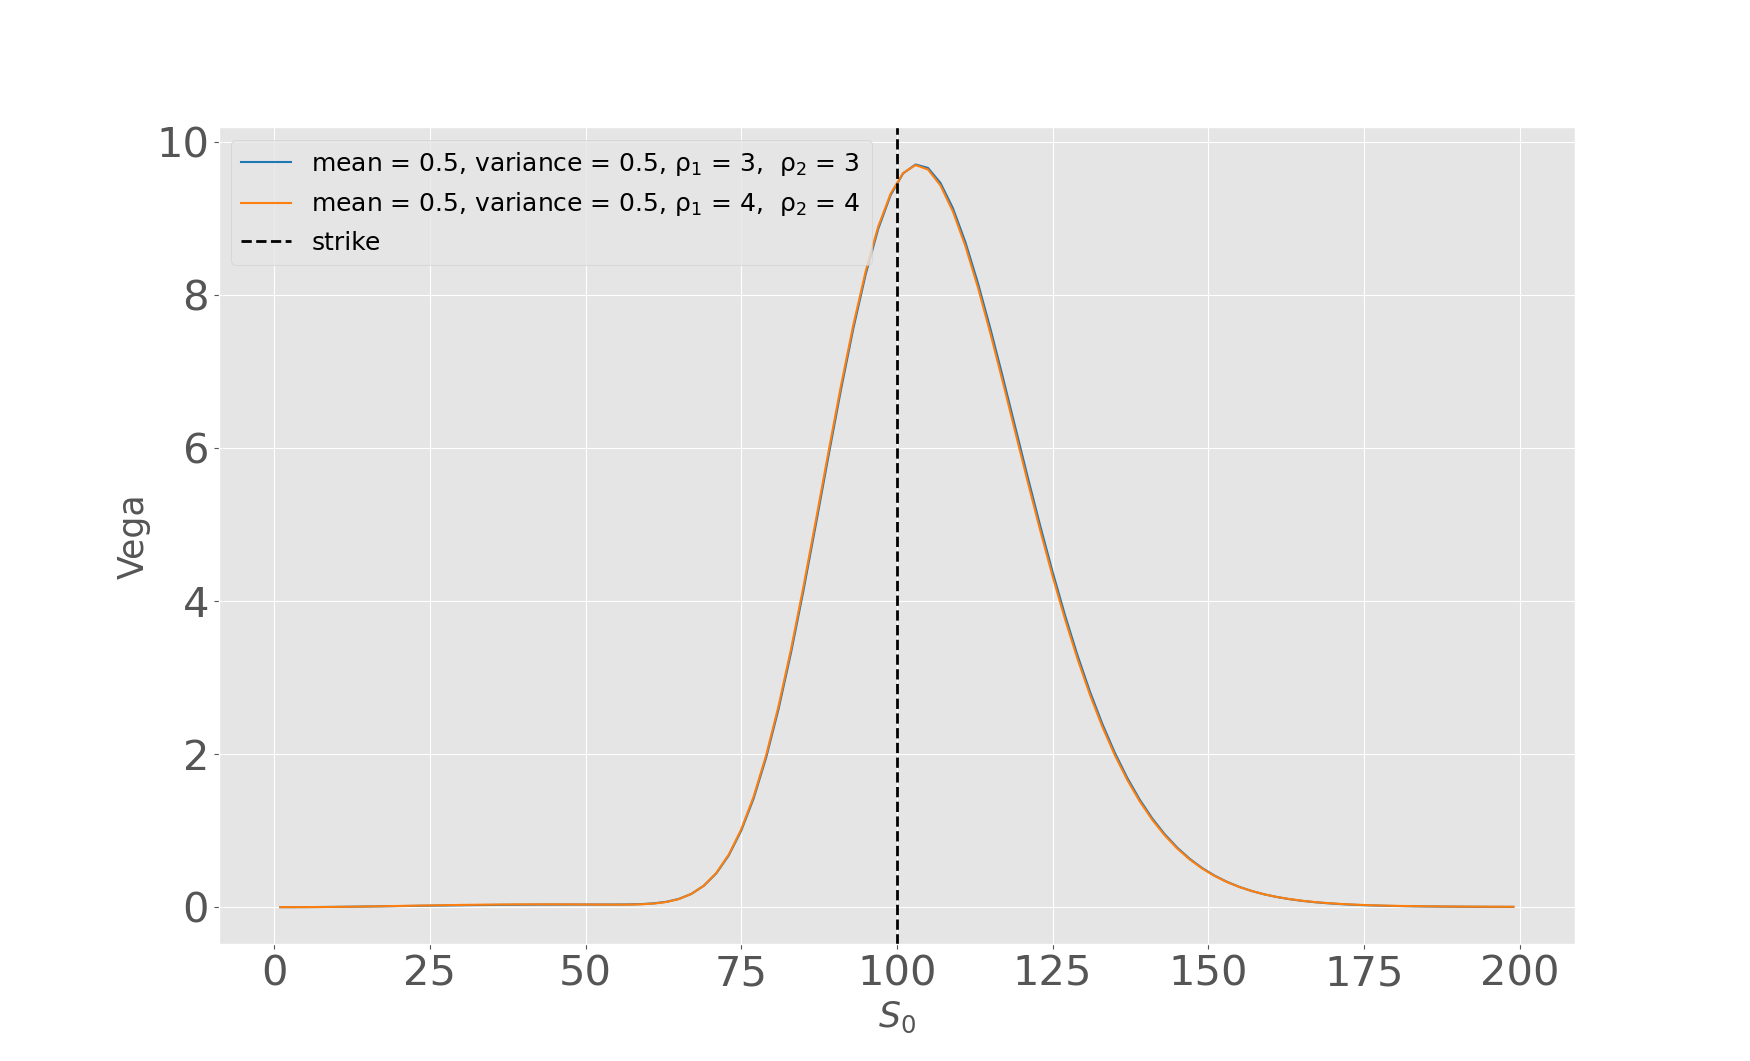 mean = 0.5, variance = 0.5, ρ₁ = 3,  ρ₂ = 3
mean = 0.5, variance = 0.5, ρ₁ = 4,  ρ₂ = 4
strike
10
8
6
4
2
0
Vega
0 25 50 75 100 125 150 175 200
S₀